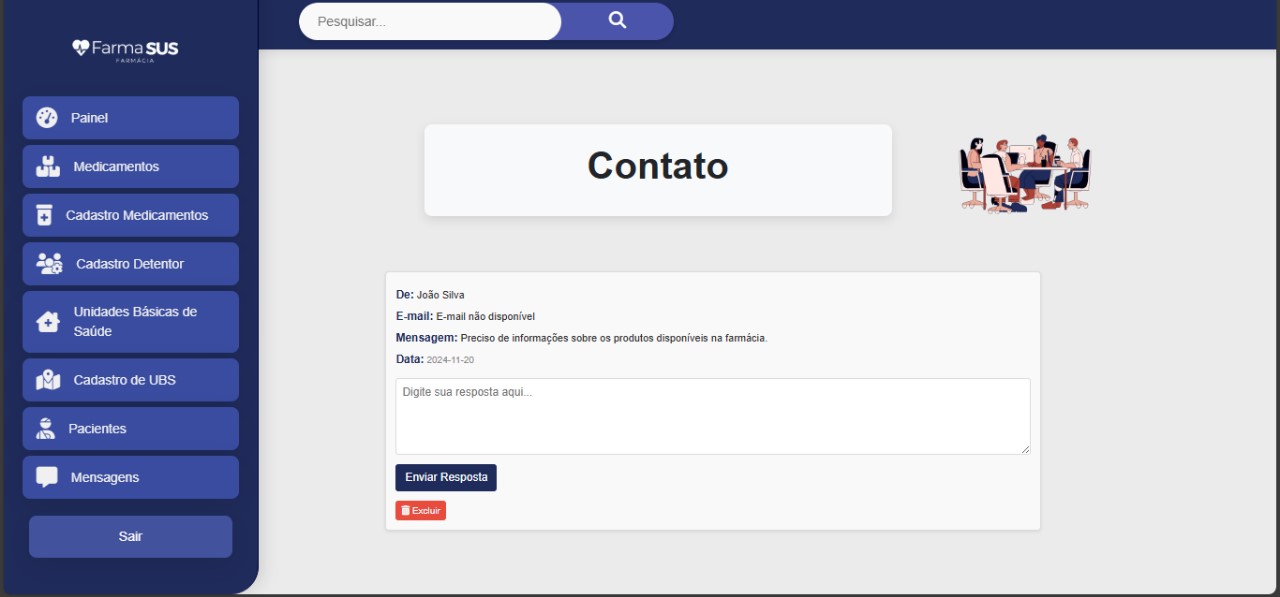 Pesquisar...
Farma SUS
FARMÁCIA
Painel
Medicamentos
Cadastro Medicamentos
Cadastro Detentor
Unidades Básicas de
Saúde
Cadastro de UBS
Pacientes
Mensagens
Sair
Contato
De: João Silva
E-mail: E-mail não disponível
Mensagem: Preciso de informações sobre os produtos disponíveis na farmácia.
Data: 2024-11-20
Digite sua resposta aqui...
Enviar Resposta
Excluir